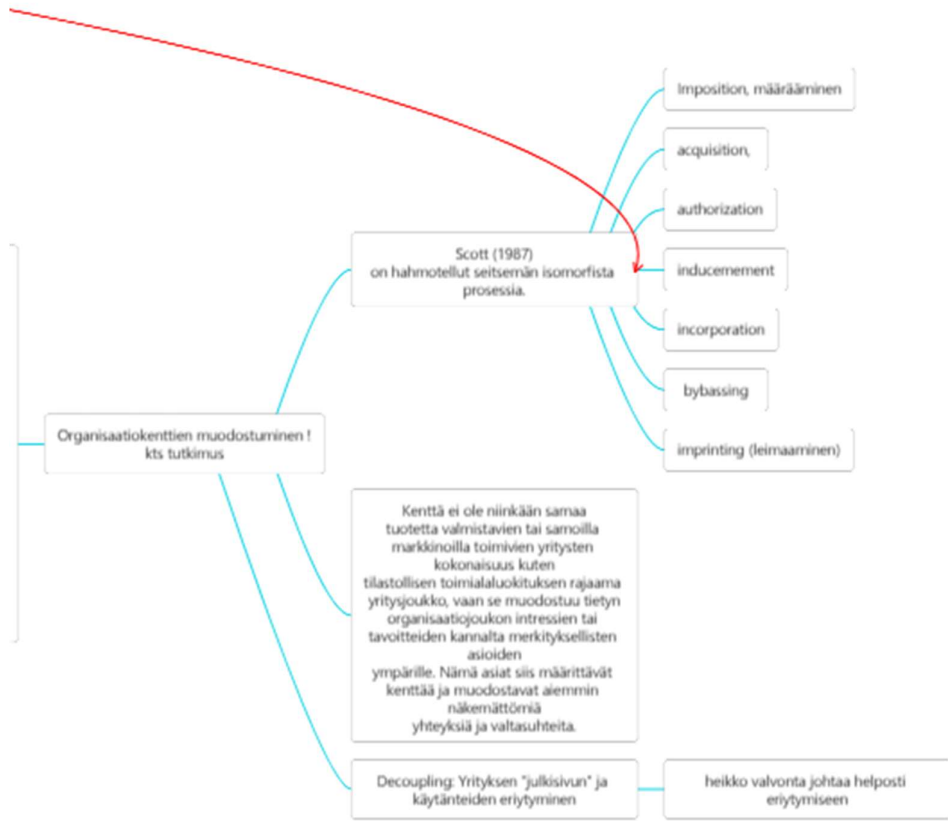 Imposition, määrääminen
acquisition,
authorization
Scott (1987)
on hahmotellut seitsemän isomorfista
prosessia.
inducemement
incorporation
bybassing
imprinting (leimaaminen)
Organisaatiokenttien muodostuminen !
kts tutkimus
Kenttä ei ole niinkään samaa
tuotetta valmistavien tai samoilla
markkinoilla toimivien yritysten
kokonaisuus kuten
tilastollisen toimialaluokituksen rajaama
yritysjoukko, vaan se muodostuu tietyn
organisaatiojoukon intressien tai
tavoitteiden kannalta merkityksellisten
asioiden
ympärille. Nämä asiat siis määrittävät
kenttää ja muodostavat aiemmin
näkemättömiä
yhteyksiä ja valtasuhteita.
Decoupling: Yrityksen "julkisivun" ja
käytänteiden eriytyminen
heikko valvonta johtaa helposti
eriytymiseen